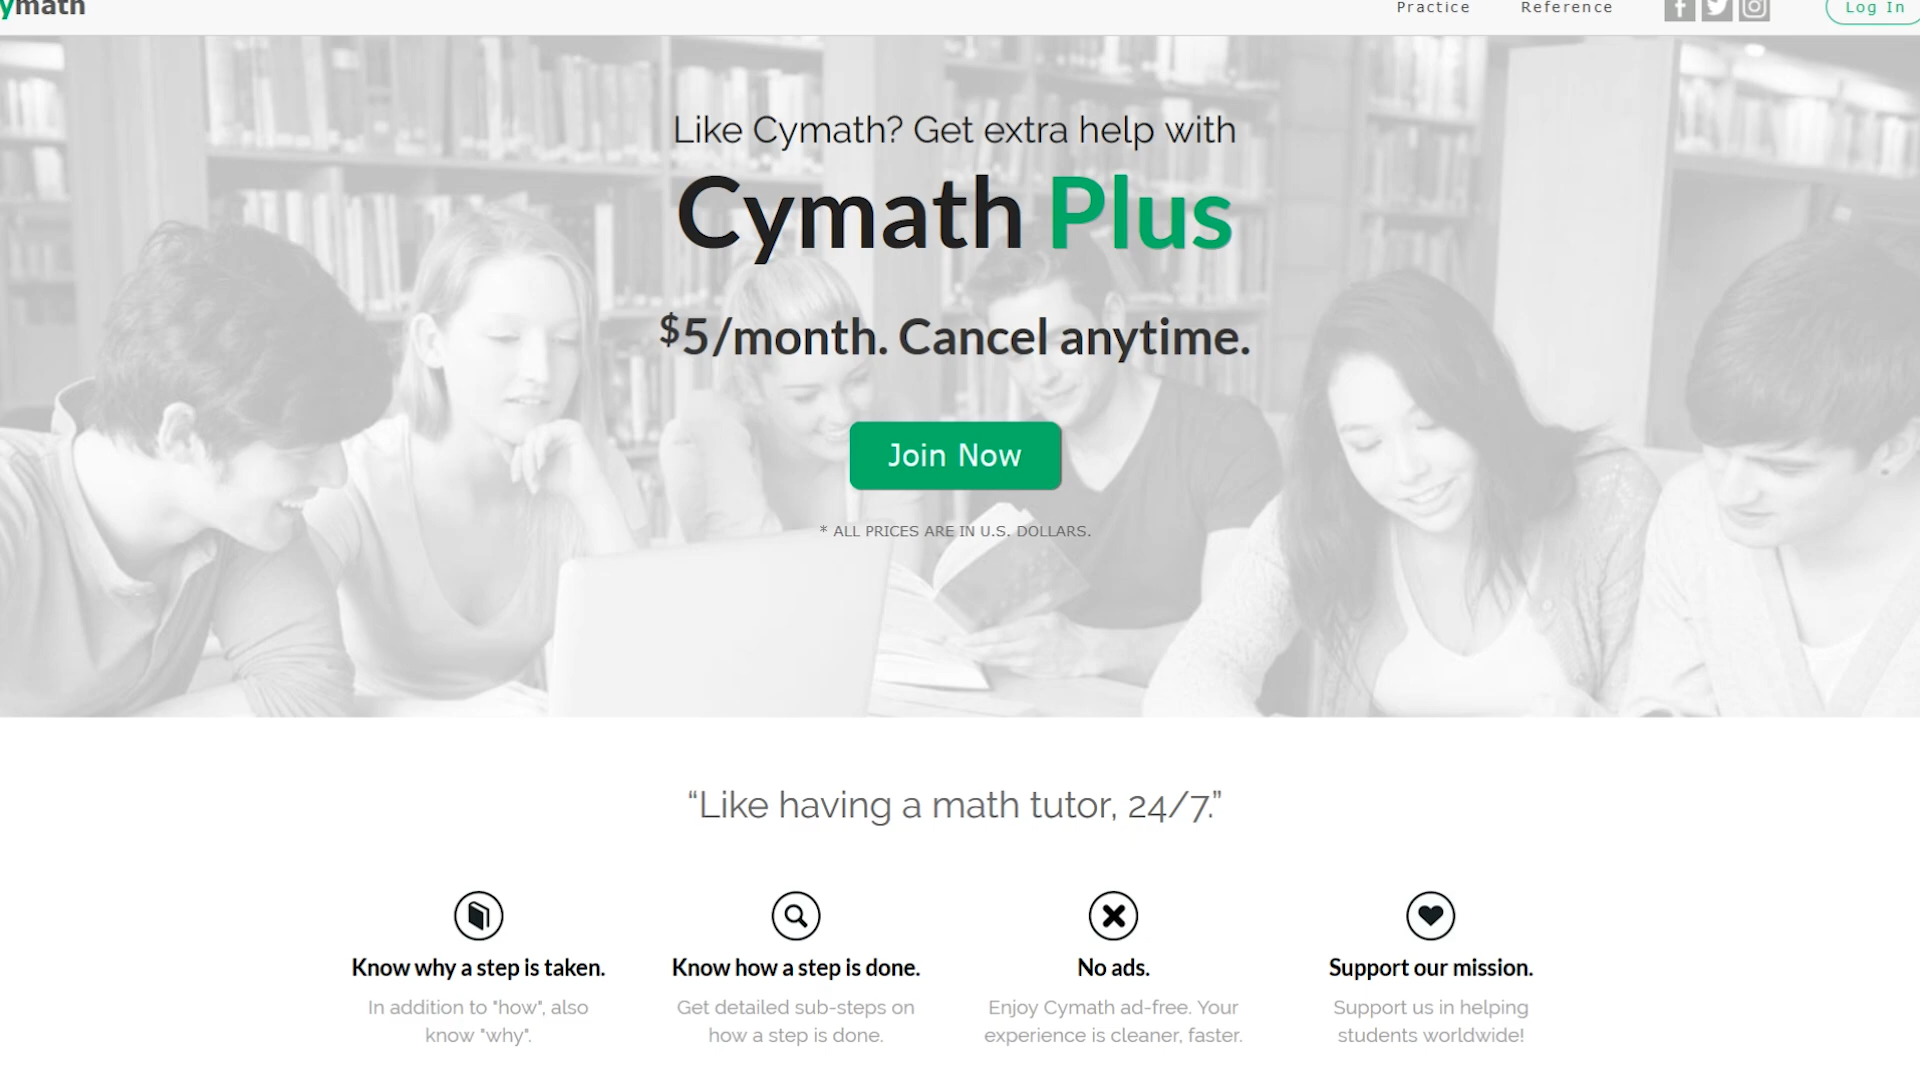 ymath
Practice Reference Log In
Like Cymath? Get extra help with
Cymath Plus
$5/month. Cancel anytime.
Join Now
* ALL PRICES ARE IN U.S. DOLLARS.
“Like having a math tutor, 24/7.”
Know why a step is taken.
In addition to "how", also
know "why".
Know how a step is done.
Get detailed sub-steps on
how a step is done.
No ads.
Enjoy Cymath ad-free. Your
experience is cleaner, faster.
Support our mission.
Support us in helping
students worldwide!